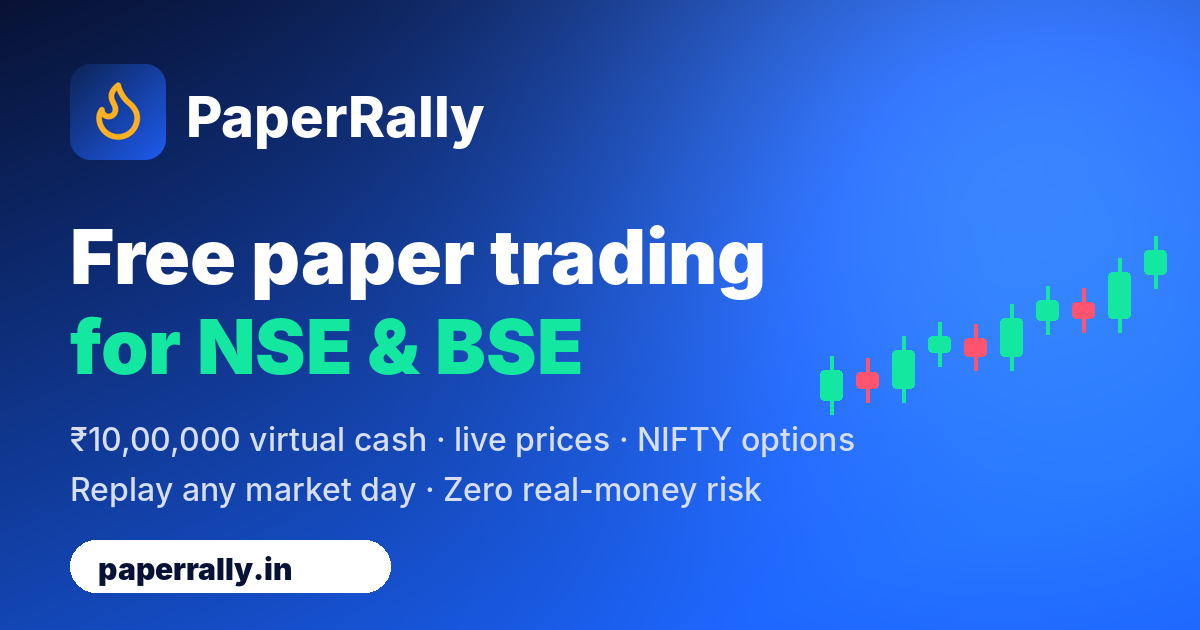 PaperRally
Free paper trading
for NSE & BSE
₹10,00,000 virtual cash · live prices · NIFTY options
Replay any market day · Zero real-money risk
paperrally.in